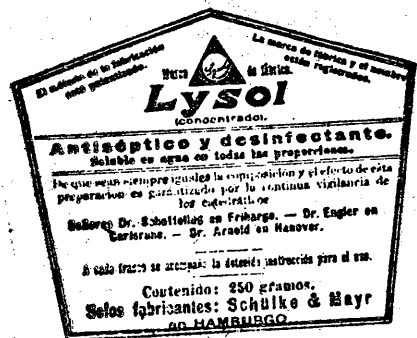 El método de la fabricación
está patentizado.
La marca de fábrica y el nombre
están registrados.
Marca de fábrica.
Lysol
(concentrado).
Antiséptico y desinfectante.
Soluble en agua en todas las proporciones.
De que sean siempre iguales la composición y el efecto de esta
preparación es garantizado por la continua vigilancia de
los catedráticos
Señores Dr. Scholtelius en Friburgo. — Dr. Engler en
Carlsruhe. — Dr. Arnold en Hanover.
A cada frasco se acompaña la detenida instrucción para el uso.
Contenido: 250 gramos.
Solos fabricantes: Schülke & Mayr
en HAMBURGO